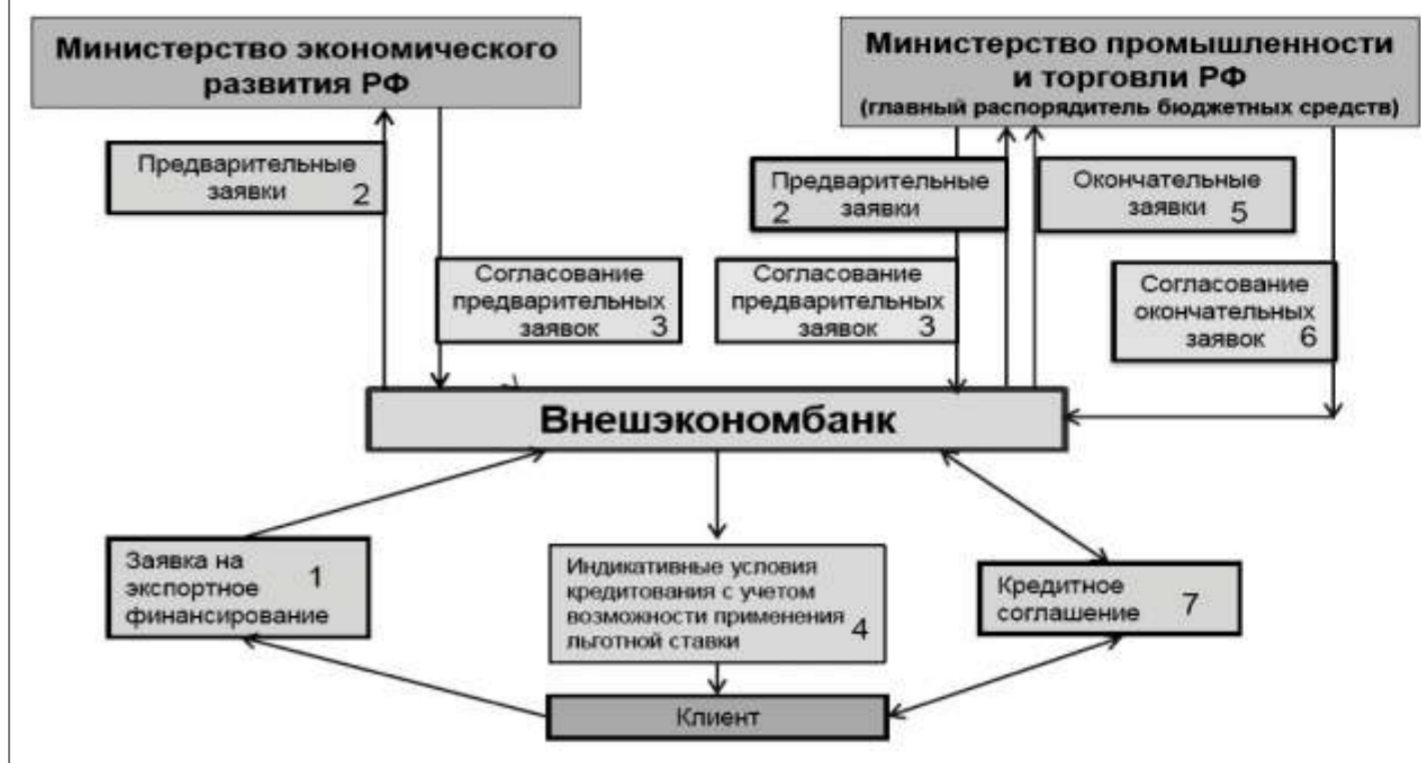 Министерство экономического
развития РФ
Министерство промышленности
и торговли РФ
(главный распорядитель бюджетных средств)
Предварительные
заявки 2
Предварительные
2 заявки
Окончательные
заявки 5
Согласование
предварительных
заявок 3
Согласование
предварительных
заявок 3
Согласование
окончательных
заявок 6
Внешэкономбанк
Заявка на
экспортное 1
финансирование
Индикативные условия
кредитования с учетом
возможности применения
льготной ставки 4
Кредитное
соглашение 7
Клиент